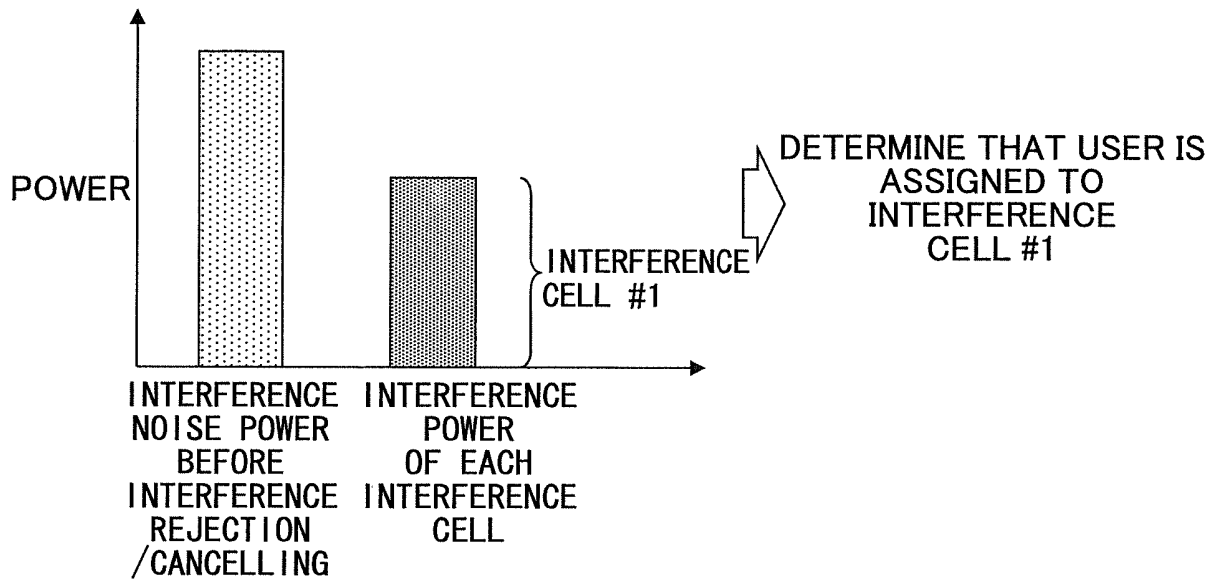 POWER
INTERFERENCE
CELL #1
DETERMINE THAT USER IS
ASSIGNED TO
INTERFERENCE
CELL #1
INTERFERENCE
NOISE POWER
BEFORE
INTERFERENCE
REJECTION
/CANCELLING
INTERFERENCE
POWER
OF EACH
INTERFERENCE
CELL